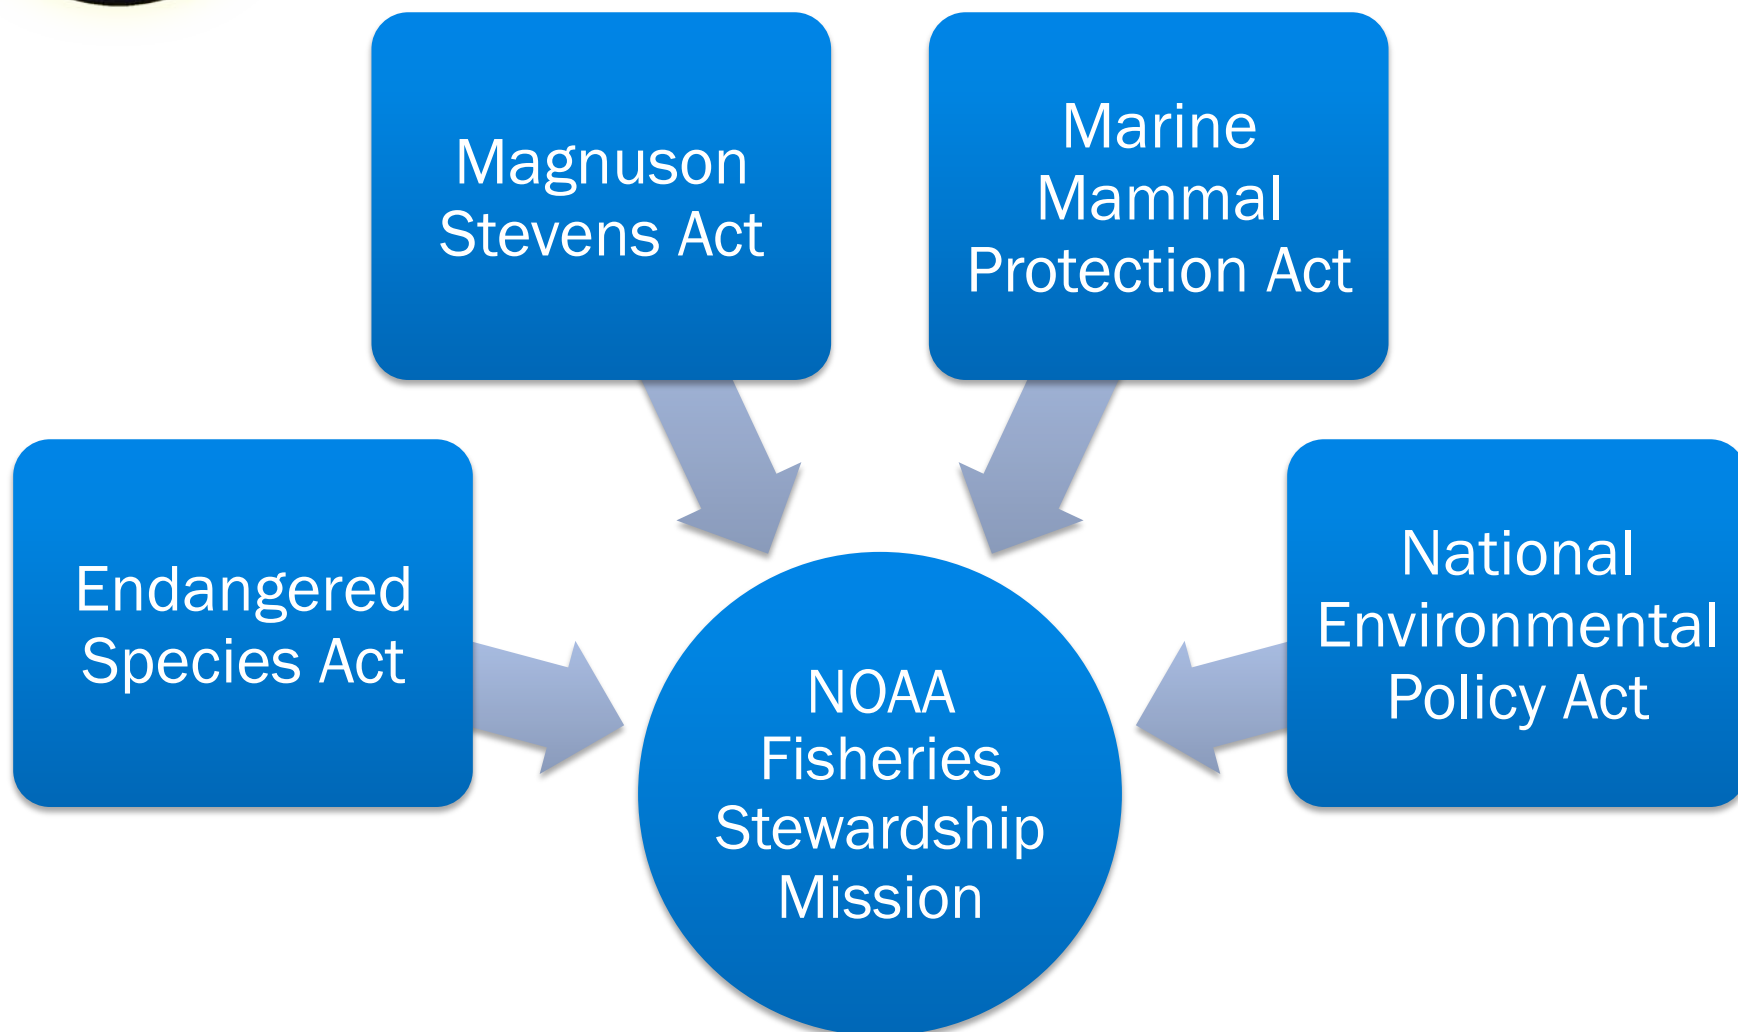 Magnuson
Stevens Act
Marine
Mammal
Protection Act
Endangered
Species Act
National
Environmental
Policy Act
NOAA
Fisheries
Stewardship
Mission